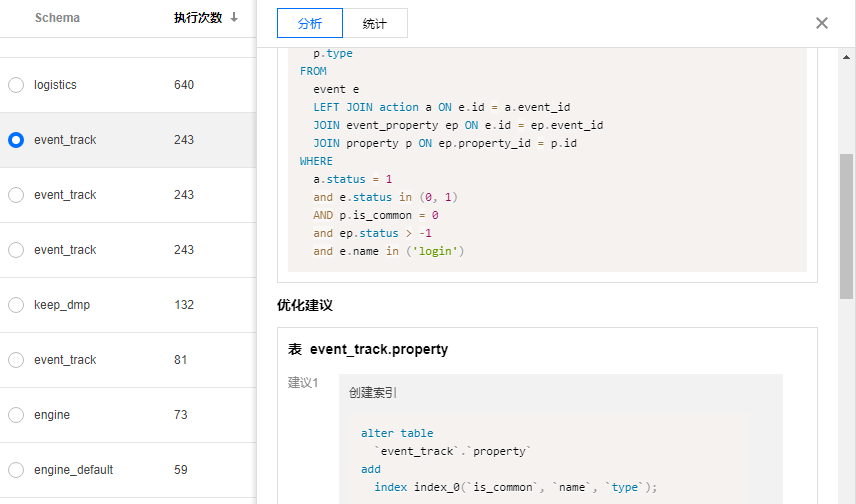 Schema 执行次数
logistics 640
event_track 243
event_track 243
event_track 243
keep_dmp 132
event_track 81
engine 73
engine_default 59
分析 统计
p.type
FROM
event e
LEFT JOIN action a ON e.id = a.event_id
JOIN event_property ep ON e.id = ep.event_id
JOIN property p ON ep.property_id = p.id
WHERE
a.status = 1
and e.status in (0, 1)
AND p.is_common = 0
and ep.status > -1
and e.name in ('login')
优化建议
表 event_track.property
建议1 创建索引
alter table
`event_track`.`property`
add
index index_0(`is_common`, `name`, `type`);